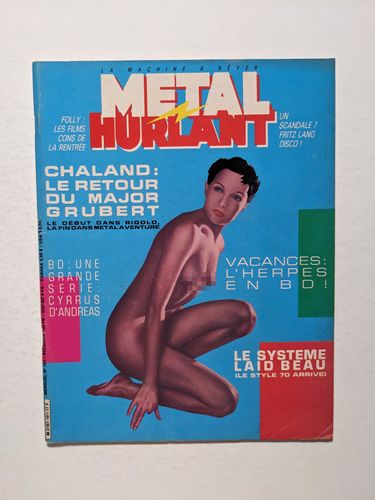 LA MACHINE A RÊVER
METAL
HURLANT
FOLLY :
LES FILMS
CONS DE
LA RENTRÉE
UN
SCANDALE ?
FRITZ LANG
DISCO !
CHALAND :
LE RETOUR
DU MAJOR
GRUBERT
LE DÉBUT DANS RIGOLO,
LA FIN DANS METAL AVENTURE
BD : UNE
GRANDE
SERIE :
CYRRUS
D'ANDREAS
VACANCES :
L'HERPES
EN BD !
LE SYSTEME
LAID BEAU
(LE STYLE 70 ARRIVE)